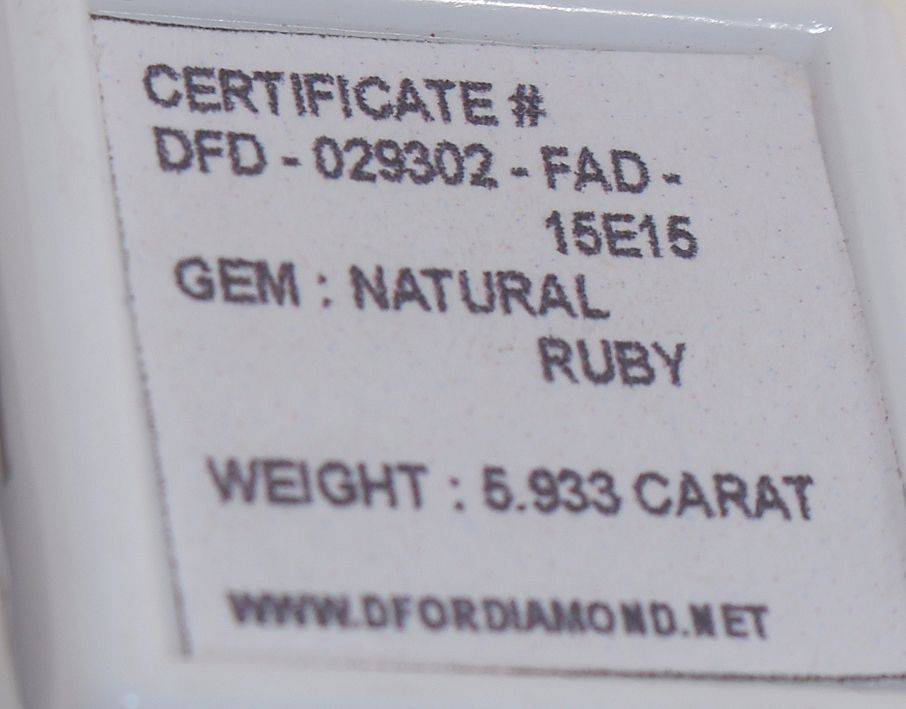 CERTIFICATE #
DFD - 029302 - FAD -
15E15
GEM : NATURAL
RUBY
WEIGHT : 5.933 CARAT
WWW.DFORDIAMOND.NET